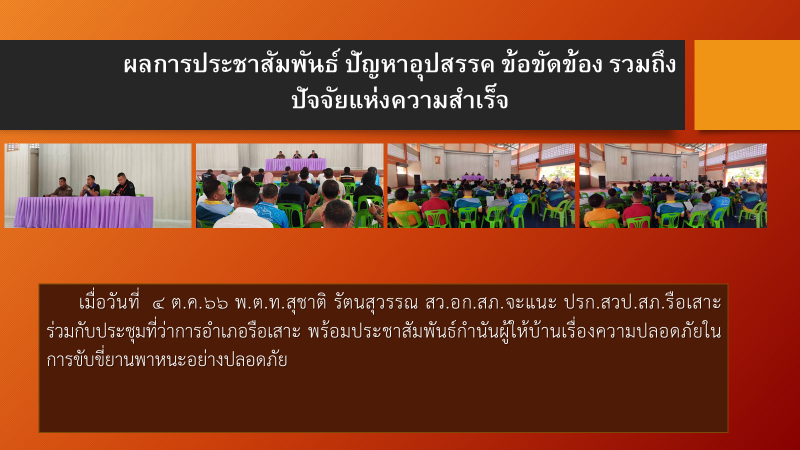 ผลการประชาสัมพันธ์ ปัญหาอุปสรรค ข้อขัดข้อง รวมถึง
ปัจจัยแห่งความสำเร็จ
เมื่อวันที่ ๔ ต.ค.๖๖ พ.ต.ท.สุชาติ รัตนสุวรรณ สว.อก.สภ.จะแนะ ปรก.สวป.สภ.รือเสาะ
ร่วมกับประชุมที่ว่าการอำเภอรือเสาะ พร้อมประชาสัมพันธ์กำนันผู้ให้บ้านเรื่องความปลอดภัยใน
การขับขี่ยานพาหนะอย่างปลอดภัย